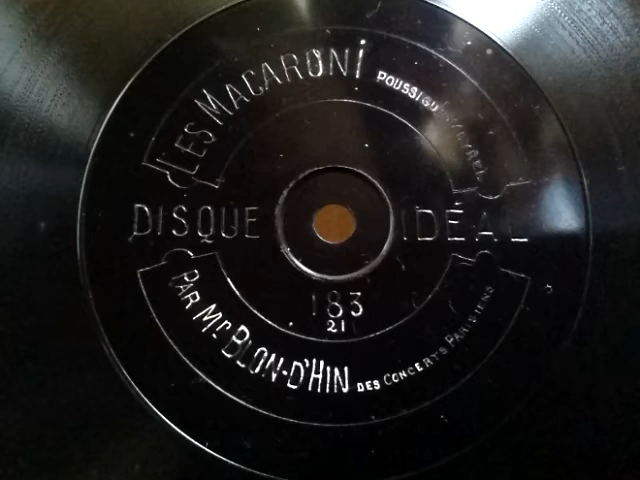 LES MACARONI
DISQUE IDÉAL
183
21
PAR MR BLON-D'HIN DES CONCERTS PARISIENS